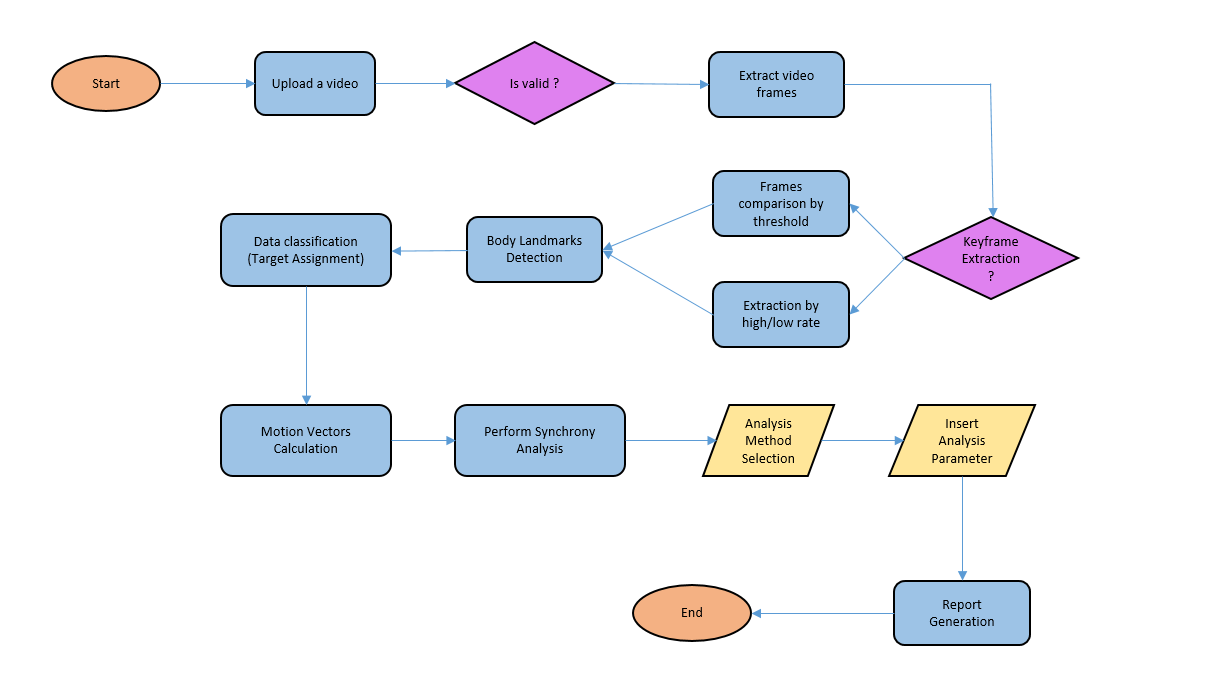 Start
Upload a video
Is valid ?
Extract video
frames
Frames
comparison by
threshold
Keyframe
Extraction
?
Body Landmarks
Detection
Data classification
(Target Assignment)
Extraction by
high/low rate
Motion Vectors
Calculation
Perform Synchrony
Analysis
Analysis
Method
Selection
Insert
Analysis
Parameter
Report
Generation
End